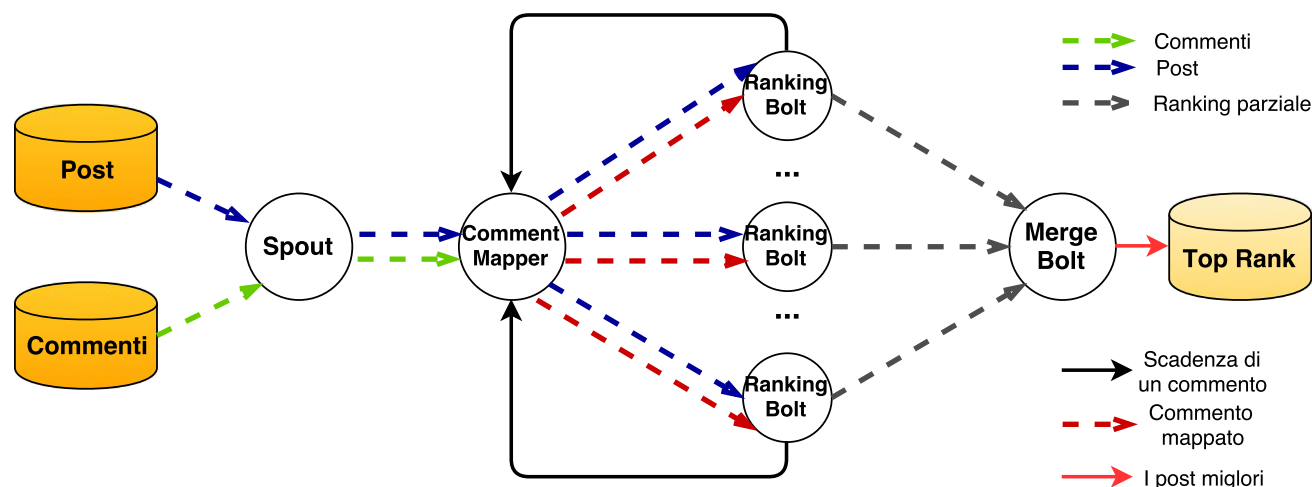 Post
Commenti
Spout
Comment
Mapper
Ranking
Bolt
...
Ranking
Bolt
...
Ranking
Bolt
Merge
Bolt
Top Rank
Commenti
Post
Ranking parziale
Scadenza di
un commento
Commento
mappato
I post migliori